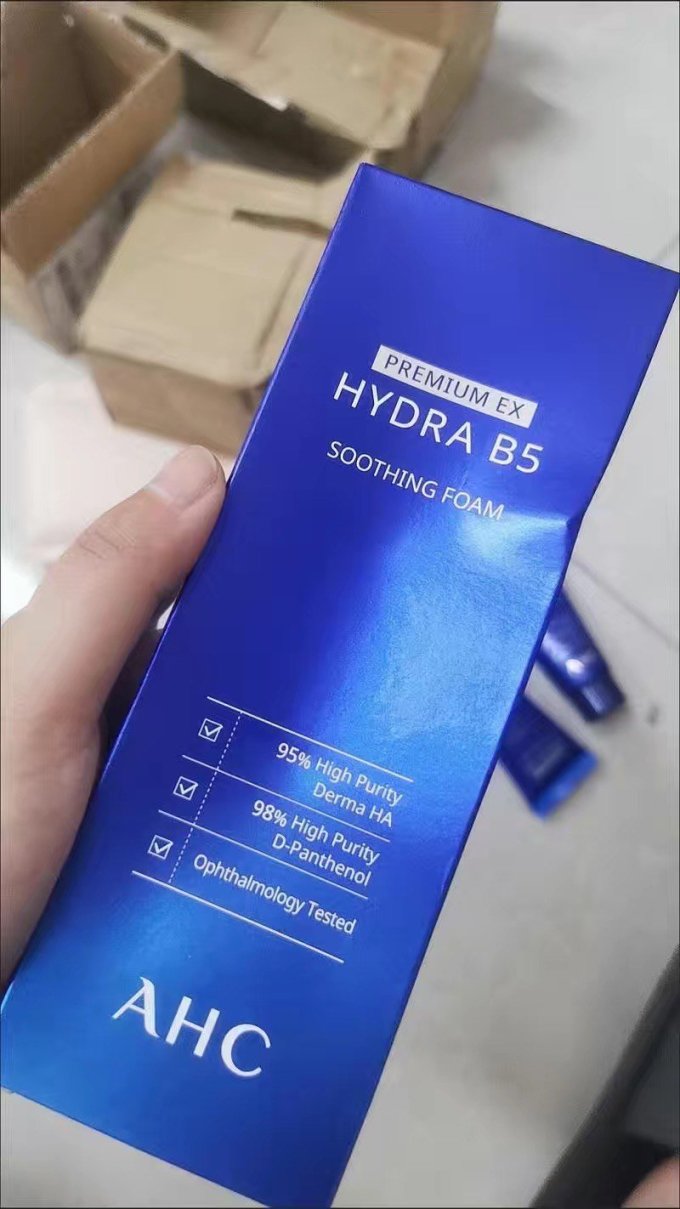 PREMIUM EX
HYDRA B5
SOOTHING FOAM
95% High Purity
Derma HA
98% High Purity
D-Panthenol
Ophthalmology Tested
AHC